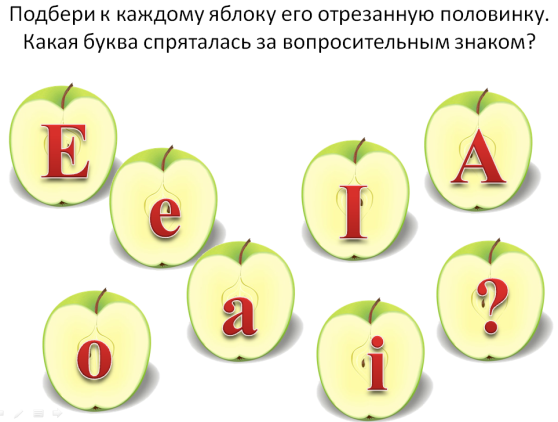 Подбери к каждому яблоку его отрезанную половинку.
Какая буква спряталась за вопросительным знаком?
E
e
I
A
o
a
i
?